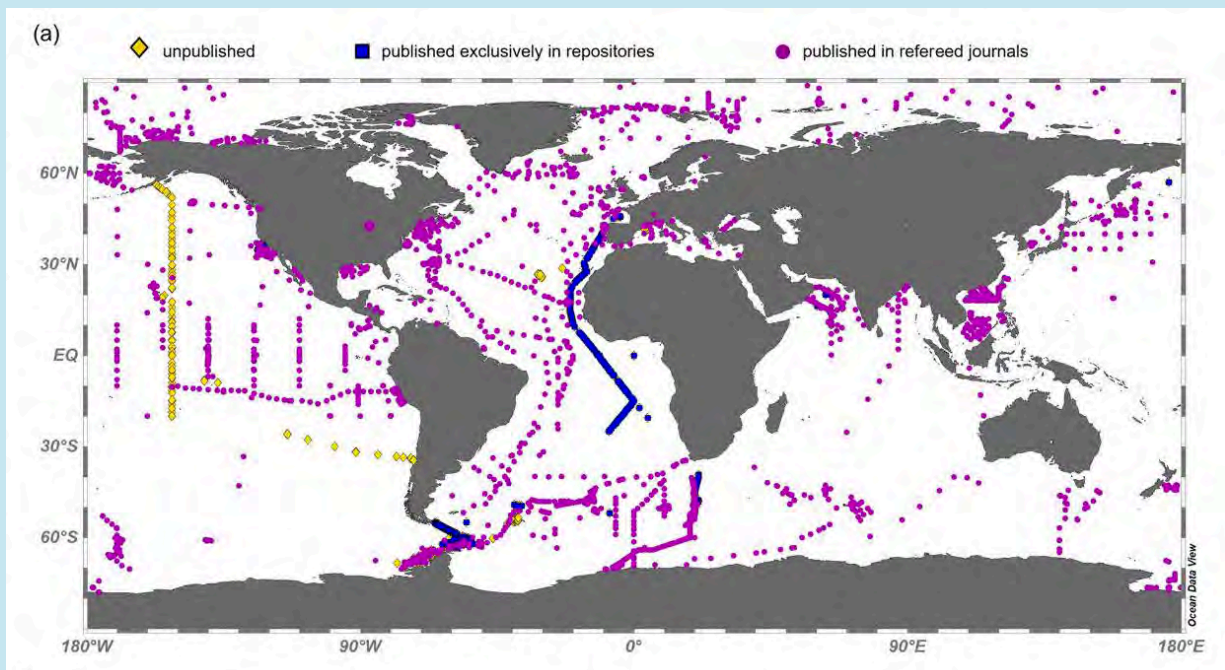 (a)
unpublished
published exclusively in repositories
published in refereed journals
60°N
30°N
EQ
30°S
60°S
180°W
90°W
0°
90°E
180°E
Ocean Data View